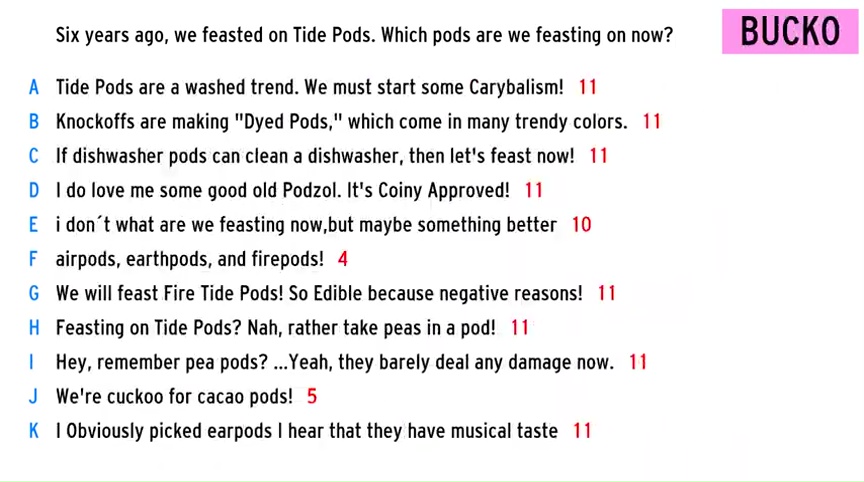 Six years ago, we feasted on Tide Pods. Which pods are we feasting on now?
BUCKO
A Tide Pods are a washed trend. We must start some Carybalism! 11
B Knockoffs are making "Dyed Pods," which come in many trendy colors. 11
C If dishwasher pods can clean a dishwasher, then let's feast now! 11
D I do love me some good old Podzol. It's Coiny Approved! 11
E i don´t what are we feasting now,but maybe something better 10
F airpods, earthpods, and firepods! 4
G We will feast Fire Tide Pods! So Edible because negative reasons! 11
H Feasting on Tide Pods? Nah, rather take peas in a pod! 11
I Hey, remember pea pods? ...Yeah, they barely deal any damage now. 11
J We're cuckoo for cacao pods! 5
K I Obviously picked earpods I hear that they have musical taste 11